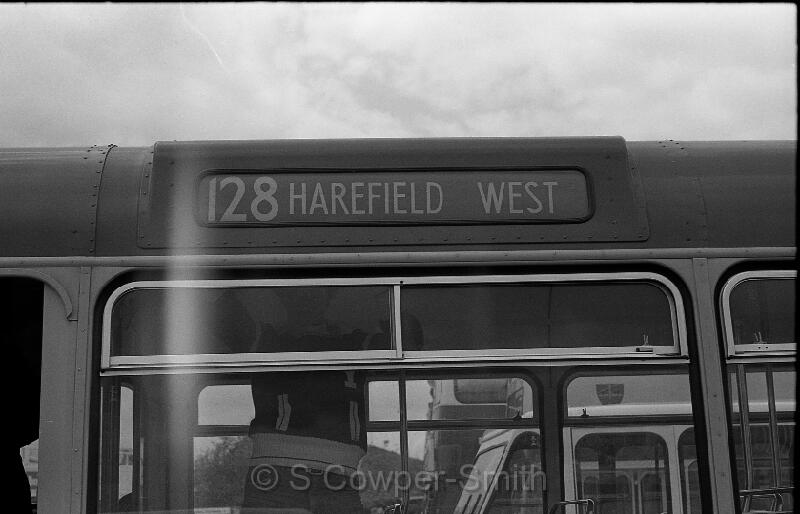 128 HAREFIELD WEST
© S Cowper-Smith